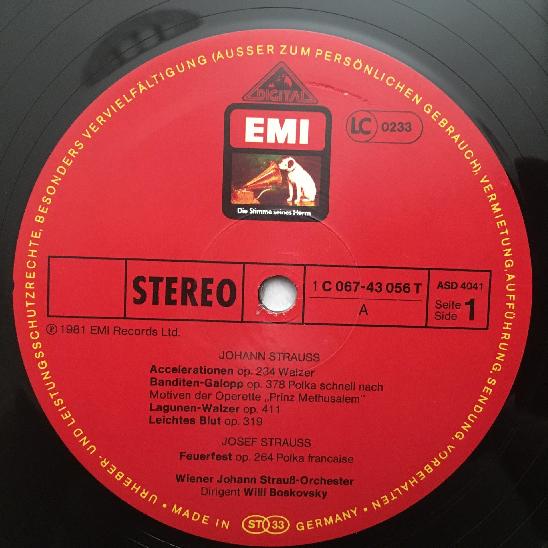 URHEBER- UND LEISTUNGSSCHUTZRECHTE, BESONDERS VERVIELFÄLTIGUNG (AUSSER ZUM PERSÖNLICHEN GEBRAUCH), VERMIETUNG, AUFFÜHRUNG, SENDUNG, VORBEHALTEN.
DIGITAL
EMI
LC 0233
Die Stimme seines Herrn
STEREO
1 C 067-43 056 T
A
ASD 4041
Seite
Side 1
℗ 1981 EMI Records Ltd.
JOHANN STRAUSS
Accelerationen op. 234 Walzer
Banditen-Galopp op. 378 Polka schnell nach
Motiven der Operette „Prinz Methusalem"
Lagunen-Walzer op. 411
Leichtes Blut op. 319
JOSEF STRAUSS
Feuerfest op. 264 Polka francaise
Wiener Johann Strauß-Orchester
Dirigent Willi Boskovsky
• MADE IN ST 33 GERMANY •